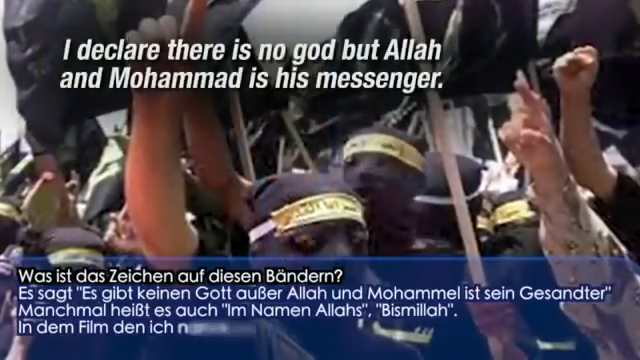 I declare there is no god but Allah
and Mohammad is his messenger.
Was ist das Zeichen auf diesen Bändern?
Es sagt "Es gibt keinen Gott außer Allah und Mohammel ist sein Gesandter"
Manchmal heißt es auch "Im Namen Allahs", "Bismillah".
In dem Film den ich